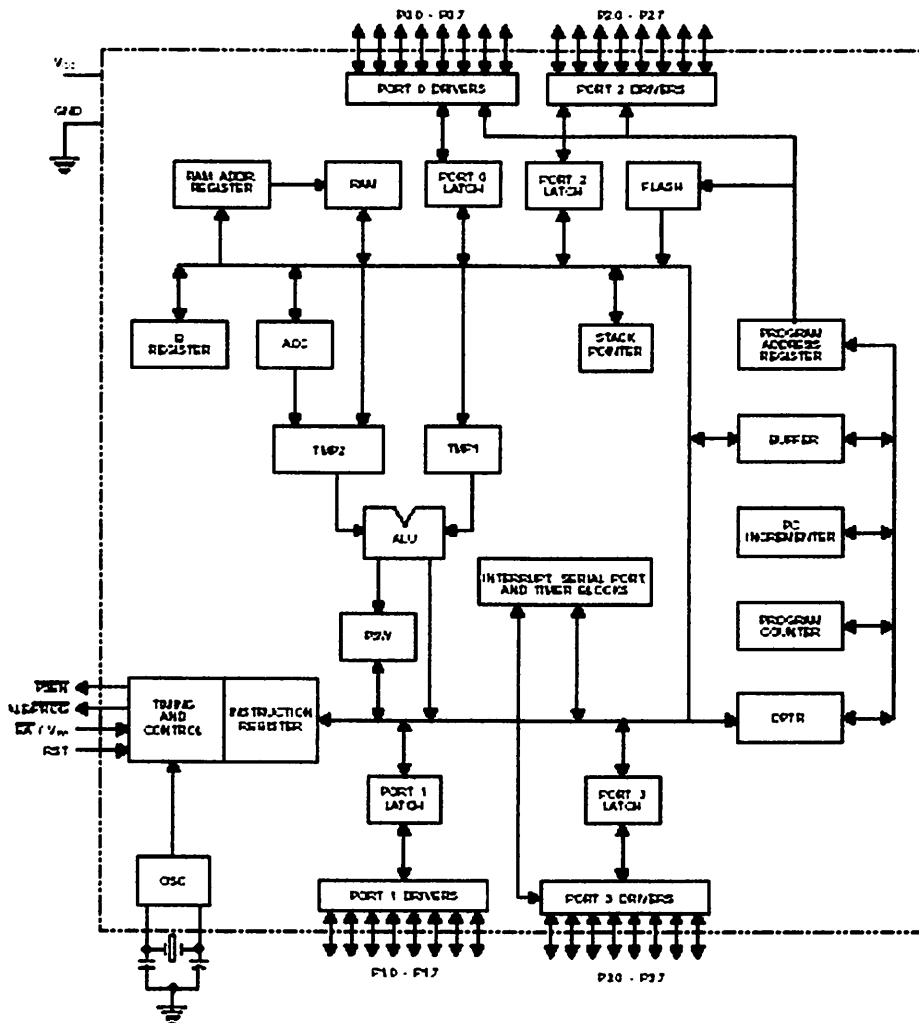 P0.0 - P0.7
P2.0 - P2.7
VCC
GND
PORT 0 DRIVERS
PORT 2 DRIVERS
RAM ADDR.
REGISTER
RAM
PORT 0
LATCH
PORT 2
LATCH
FLASH
B
REGISTER
ACC
STACK
POINTER
PROGRAM
ADDRESS
REGISTER
BUFFER
TMP2
TMP1
ALU
PC
INCREMENTER
INTERRUPT, SERIAL PORT,
AND TIMER BLOCKS
PSW
PROGRAM
COUNTER
PSEN
ALE/PROG
EA / VPP
RST
TIMING
AND
CONTROL
INSTRUCTION
REGISTER
DPTR
PORT 1
LATCH
PORT 3
LATCH
OSC
PORT 1 DRIVERS
PORT 3 DRIVERS
P1.0 - P1.7
P3.0 - P3.7